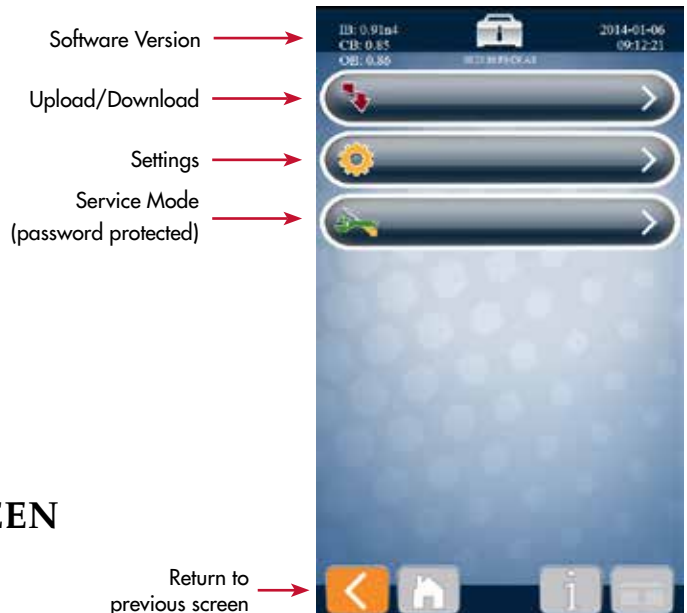 Software Version
IB: 0.91n4
CB: 0.85
OB: 0.86
2014-01-06
09:12:21
Upload/Download
Settings
Service Mode
(password protected)
EEN
Return to
previous screen
i